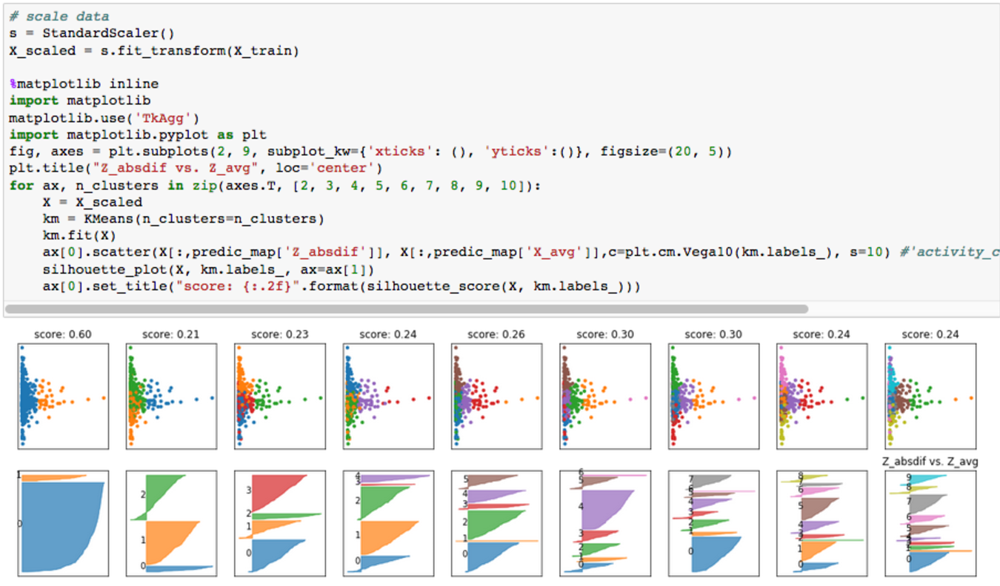 # scale data
s = StandardScaler()
X_scaled = s.fit_transform(X_train)
%matplotlib inline
import matplotlib
matplotlib.use('TkAgg')
import matplotlib.pyplot as plt
fig, axes = plt.subplots(2, 9, subplot_kw={'xticks': (), 'yticks':()}, figsize=(20, 5))
plt.title("Z_absdif vs. Z_avg", loc='center')
for ax, n_clusters in zip(axes.T, [2, 3, 4, 5, 6, 7, 8, 9, 10]):
    X = X_scaled
    km = KMeans(n_clusters=n_clusters)
    km.fit(X)
    ax[0].scatter(X[:,predic_map['Z_absdif']], X[:,predic_map['X_avg']],c=plt.cm.Vega10(km.labels_), s=10) #'activity_c
    silhouette_plot(X, km.labels_, ax=ax[1])
    ax[0].set_title("score: {:.2f}".format(silhouette_score(X, km.labels_)))
score: 0.60 score: 0.21 score: 0.23 score: 0.24 score: 0.26 score: 0.30 score: 0.30 score: 0.24 score: 0.24
Z_absdif vs. Z_avg
1 0
2 1 0
3 2 1 0
4 3 2 1 0
5 4 3 2 1 0
6 5 4 3 2 1 0
7 6 5 4 3 2 1 0
9 7 6 5 4 3 1 0
9 8 7 6 5 4 0